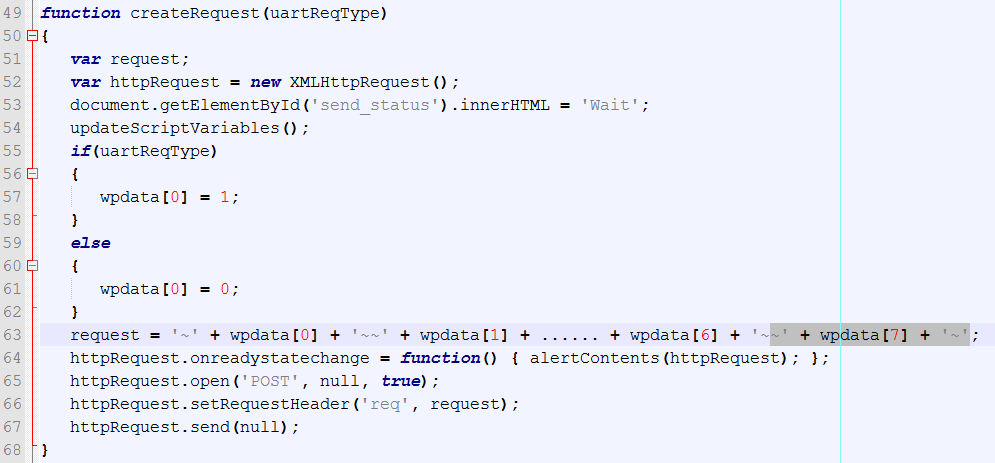 49 function createRequest(uartReqType)
50 {
51 var request;
52 var httpRequest = new XMLHttpRequest();
53 document.getElementById('send_status').innerHTML = 'Wait';
54 updateScriptVariables();
55 if(uartReqType)
56 {
57 wpdata[0] = 1;
58 }
59 else
60 {
61 wpdata[0] = 0;
62 }
63 request = '~' + wpdata[0] + '~~' + wpdata[1] + ...... + wpdata[6] + '~~' + wpdata[7] + '~';
64 httpRequest.onreadystatechange = function() { alertContents(httpRequest); };
65 httpRequest.open('POST', null, true);
66 httpRequest.setRequestHeader('req', request);
67 httpRequest.send(null);
68 }